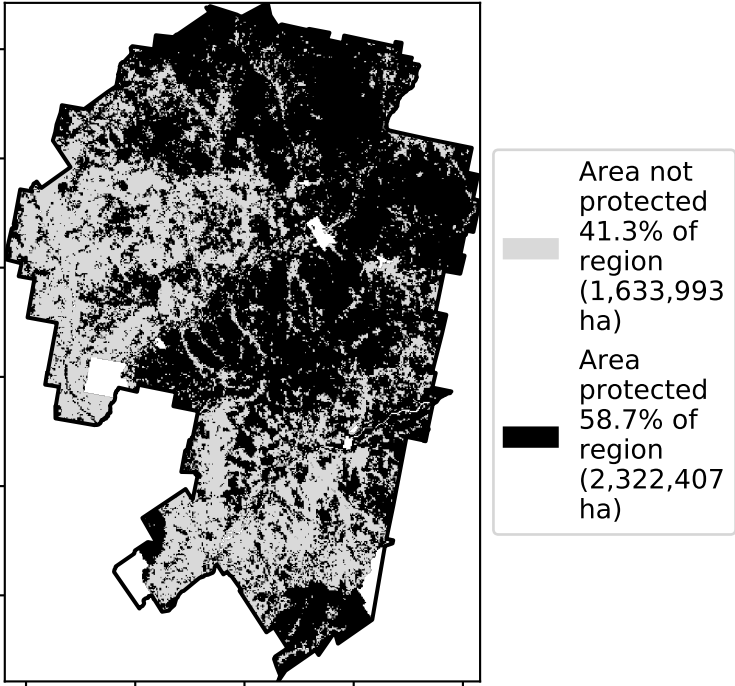 Area not
protected
41.3% of
region
(1,633,993
ha)
Area
protected
58.7% of
region
(2,322,407
ha)